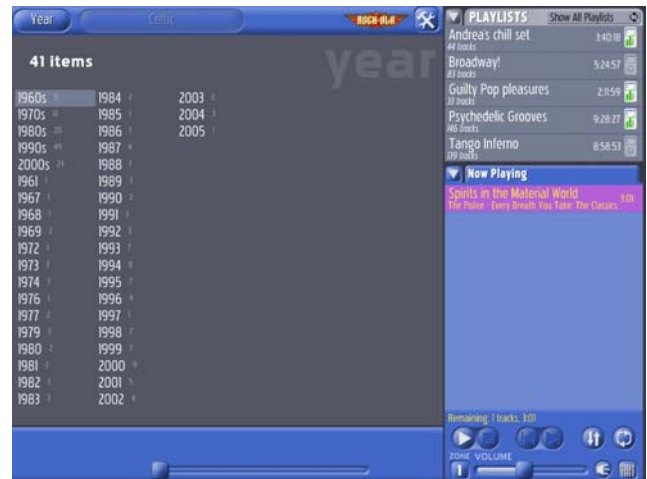 Year
Celtic
ROCK-OLA
year
41 items
1960s
1970s
1980s
1990s
2000s
1961
1967
1968
1969
1972
1973
1974
1976
1977
1979
1980
1981
1982
1983
1984
1985
1986
1987
1988
1989
1990
1991
1992
1993
1994
1995
1996
1997
1998
1999
2000
2001
2002
2003
2004
2005
PLAYLISTS Show All Playlists
Andrea's chill set 1:40:18
44 tracks
Broadway! 5:24:57
83 tracks
Guilty Pop pleasures 2:11:59
33 tracks
Psychedelic Grooves 9:28:27
146 tracks
Tango Inferno 8:58:53
139 tracks
Now Playing
Spirits in the Material World 3:01
The Police - Every Breath You Take: The Classics
Remaining: 1 tracks, 3:01
ZONE VOLUME
1